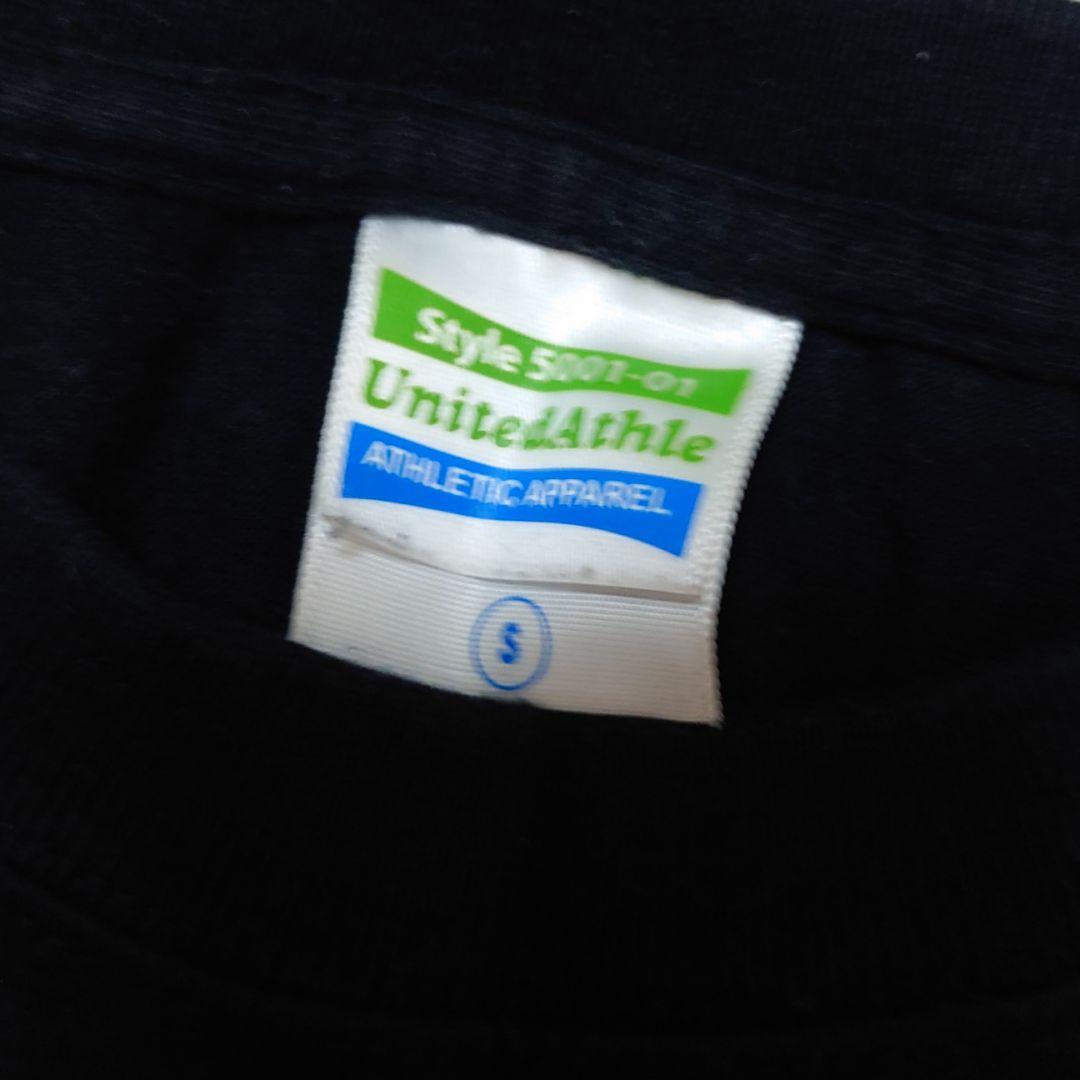 Style 5001-01
UnitedAthle
ATHLETIC APPAREL
S